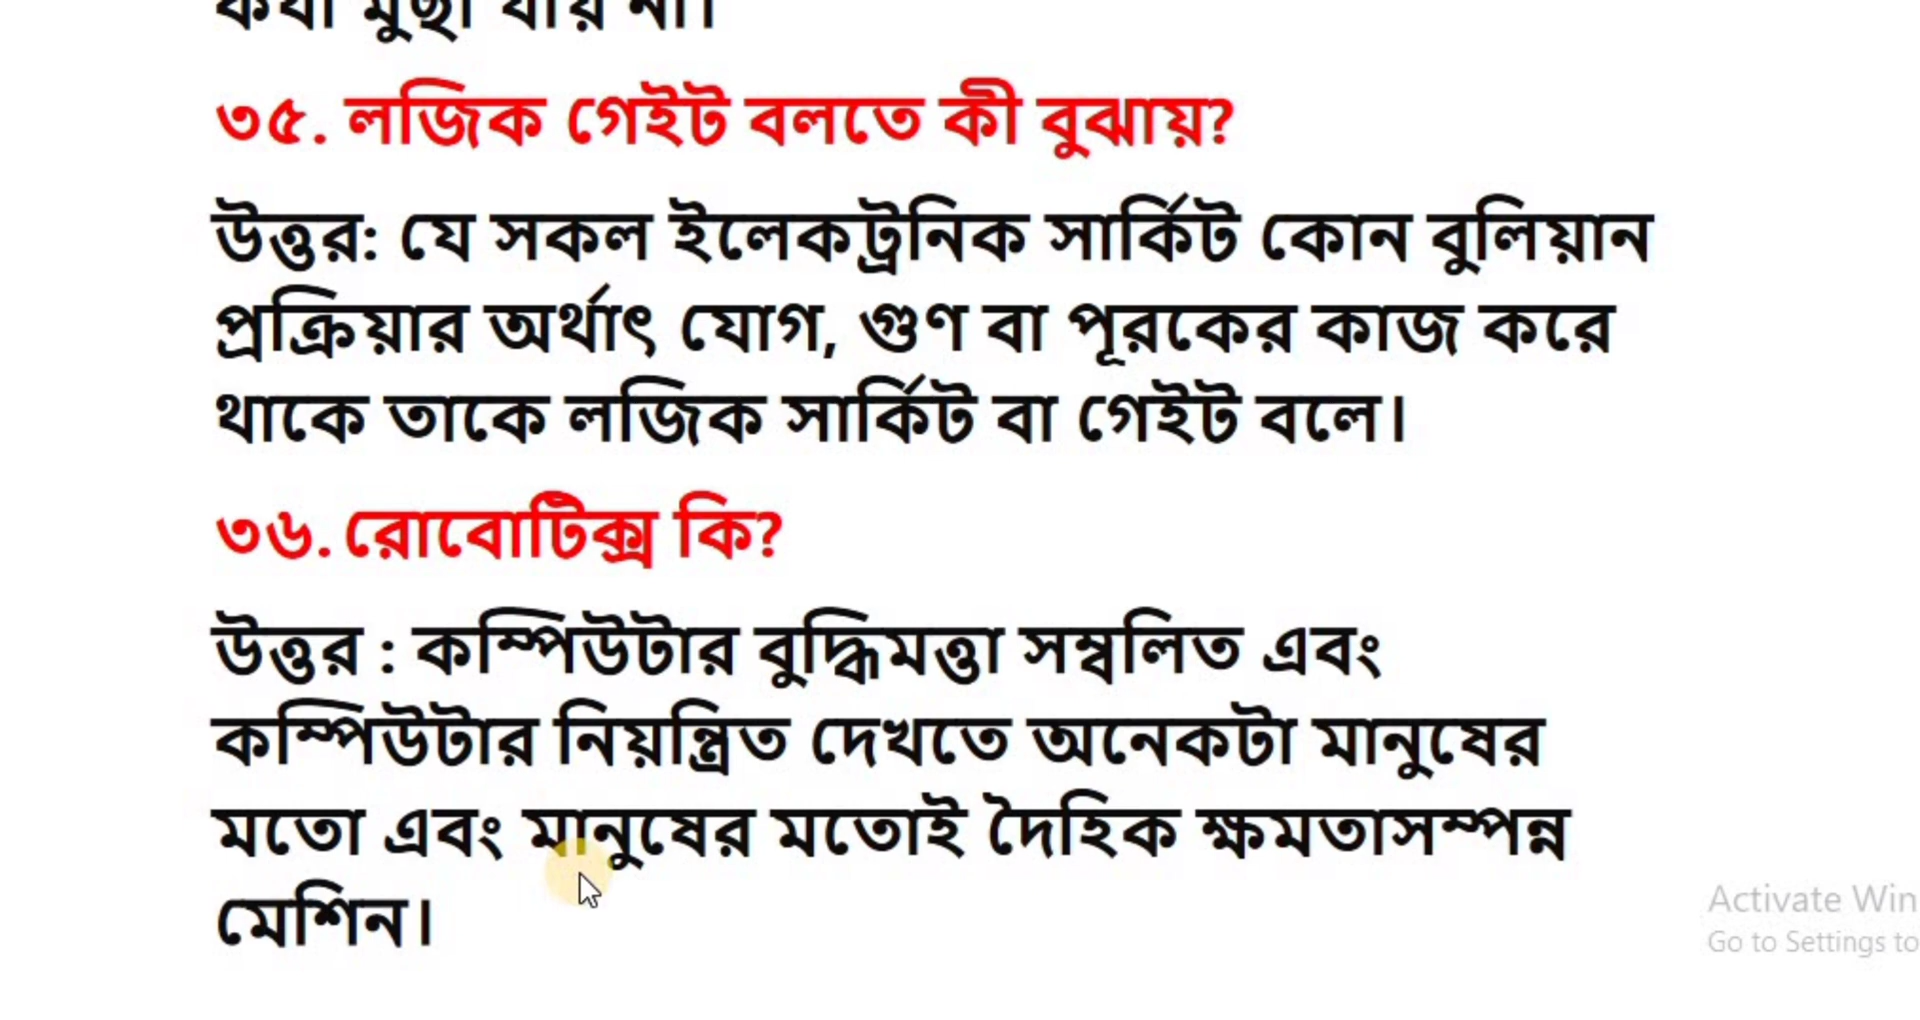 কথা মুছা যায় না।
৩৫. লজিক গেইট বলতে কী বুঝায়?
উত্তর: যে সকল ইলেকট্রনিক সার্কিট কোন বুলিয়ান
প্রক্রিয়ার অর্থাৎ যোগ, গুণ বা পূরকের কাজ করে
থাকে তাকে লজিক সার্কিট বা গেইট বলে।
৩৬. রোবোটিক্স কি?
উত্তর : কম্পিউটার বুদ্ধিমত্তা সম্বলিত এবং
কম্পিউটার নিয়ন্ত্রিত দেখতে অনেকটা মানুষের
মতো এবং মানুষের মতোই দৈহিক ক্ষমতাসম্পন্ন
মেশিন।
Activate Win
Go to Settings to